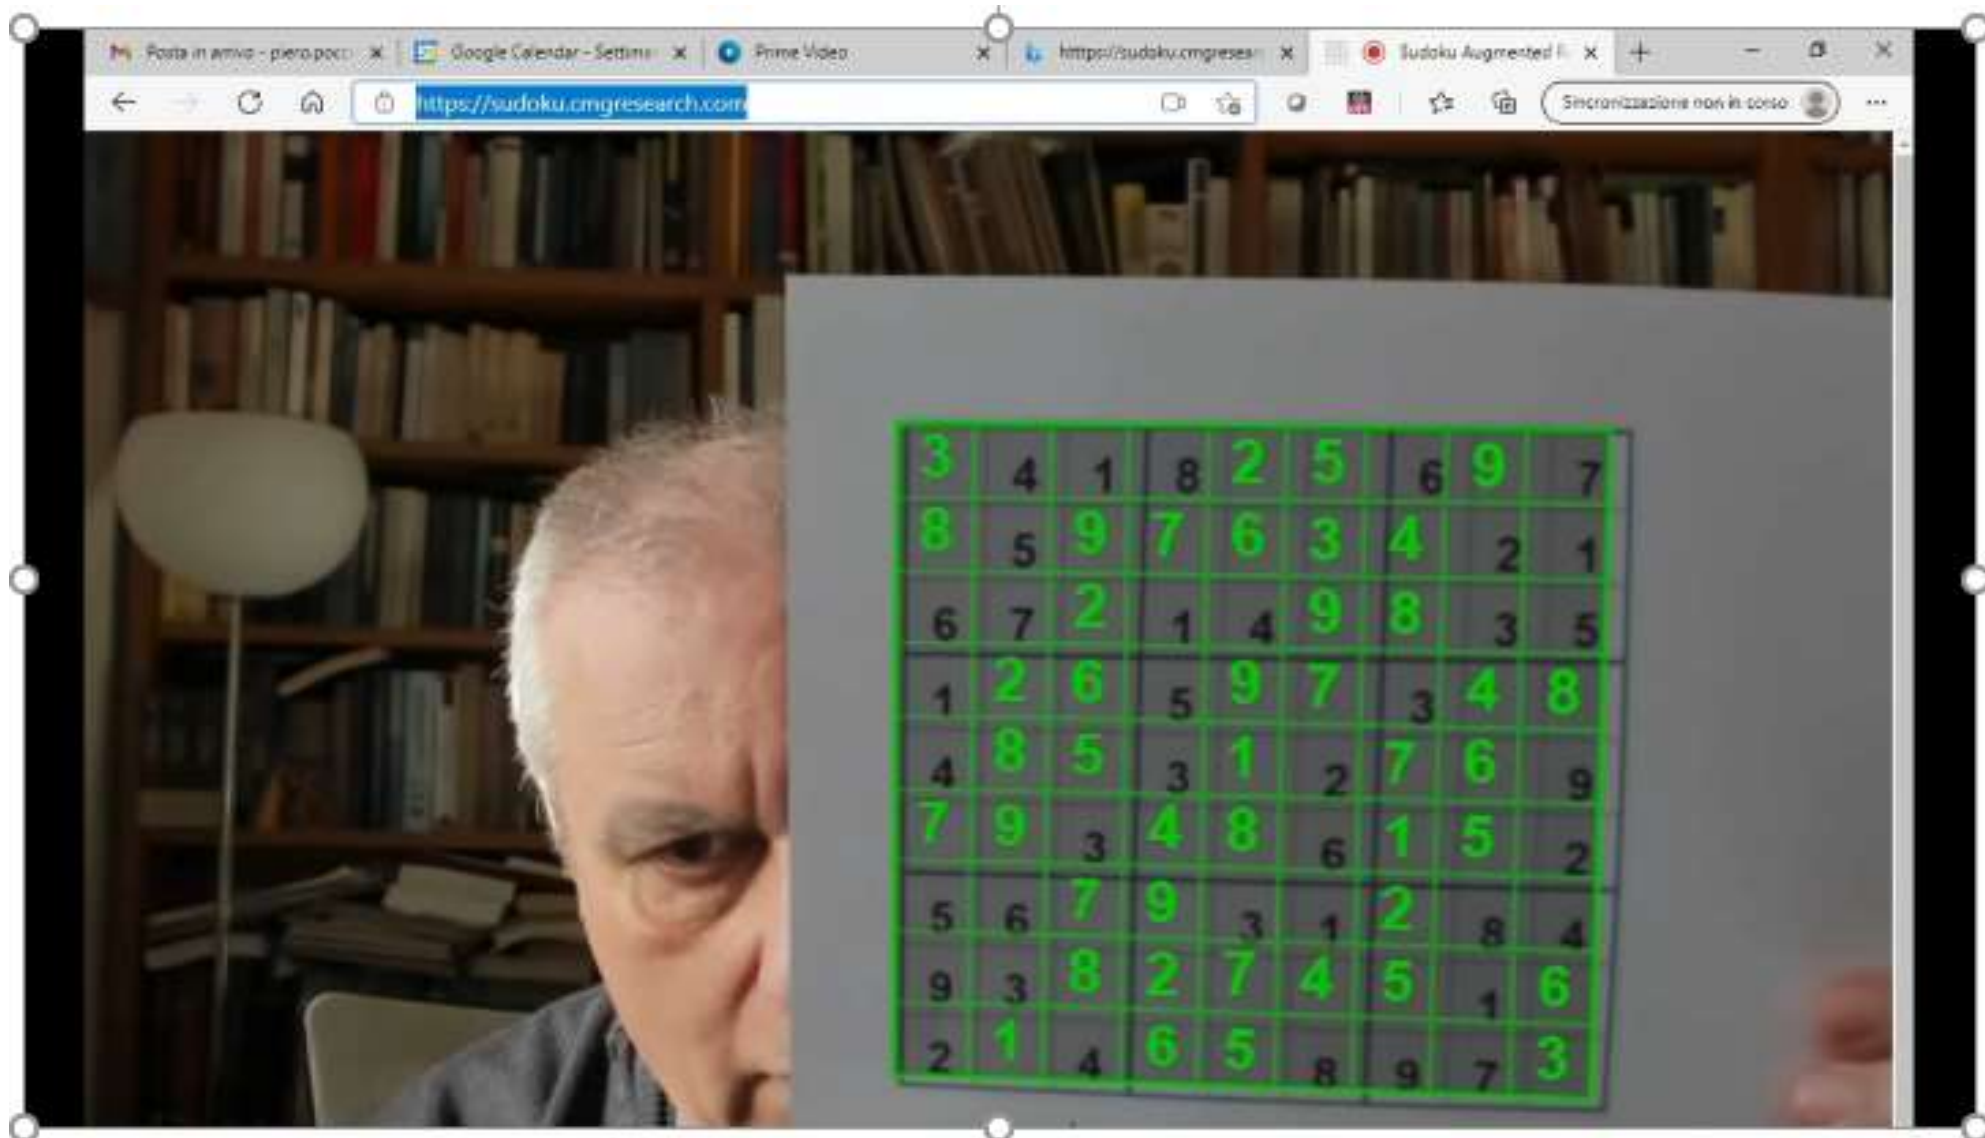 Posta in arrivo - piero.pocc
Google Calendar - Settima
Prime Video
https://sudoku.cmgresear
Sudoku Augmented R
https://sudoku.cmgresearch.com
Sincronizzazione non in corso
3 4 1 8 2 5 6 9 7
8 5 9 7 6 3 4 2 1
6 7 2 1 4 9 8 3 5
1 2 6 5 9 7 3 4 8
4 8 5 3 1 2 7 6 9
7 9 3 4 8 6 1 5 2
5 6 7 9 3 1 2 8 4
9 3 8 2 7 4 5 1 6
2 1 4 6 5 8 9 7 3